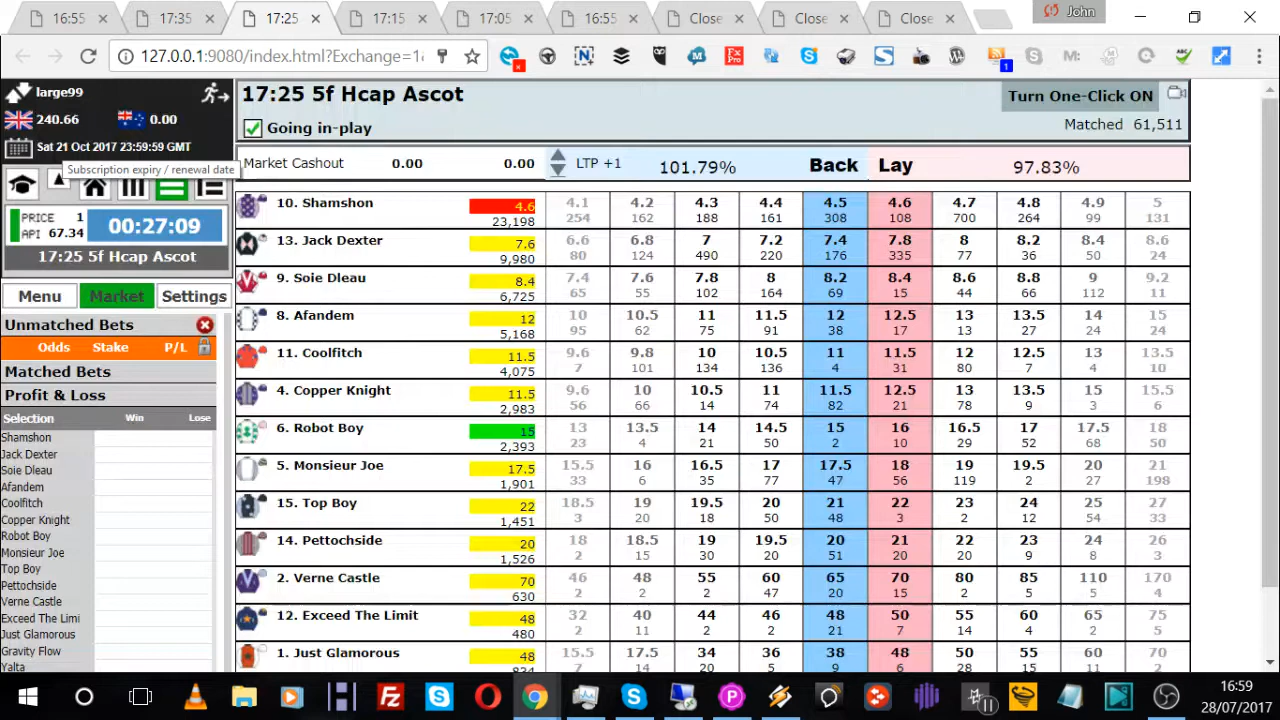 16:55 17:35 17:25 17:15 17:05 16:55 Close Close Close John
127.0.0.1:9080/index.html?Exchange=1&
large99
240.66 0.00
Sat 21 Oct 2017 23:59:59 GMT
Subscription expiry / renewal date
PRICE 1
API 67.34
00:27:09
17:25 5f Hcap Ascot
Menu Market Settings
Unmatched Bets
Odds Stake P/L
Matched Bets
Profit & Loss
Selection Win Lose
Shamshon
Jack Dexter
Soie Dleau
Afandem
Coolfitch
Copper Knight
Robot Boy
Monsieur Joe
Top Boy
Pettochside
Verne Castle
Exceed The Limi
Just Glamorous
Gravity Flow
Yalta
17:25 5f Hcap Ascot
Turn One-Click ON
Going in-play
Matched 61,511
Market Cashout 0.00 0.00 LTP +1 101.79% Back Lay 97.83%
10. Shamshon 4.6 4.1 4.2 4.3 4.4 4.5 4.6 4.7 4.8 4.9 5
23,198 254 162 188 161 308 108 700 264 99 131
13. Jack Dexter 7.6 6.6 6.8 7 7.2 7.4 7.8 8 8.2 8.4 8.6
9,980 80 124 490 220 176 335 77 36 50 24
9. Soie Dleau 8.4 7.4 7.6 7.8 8 8.2 8.4 8.6 8.8 9 9.2
6,725 65 55 102 164 69 15 44 66 112 11
8. Afandem 12 10 10.5 11 11.5 12 12.5 13 13.5 14 15
5,168 95 62 75 91 38 17 13 27 24 24
11. Coolfitch 11.5 9.6 9.8 10 10.5 11 11.5 12 12.5 13 13.5
4,075 7 101 134 136 4 31 80 7 4 10
4. Copper Knight 11.5 9.6 10 10.5 11 11.5 12.5 13 13.5 15 15.5
2,983 56 66 14 74 82 21 78 9 3 6
6. Robot Boy 15 13 13.5 14 14.5 15 16 16.5 17 17.5 18
2,393 23 4 21 50 2 10 29 52 68 50
5. Monsieur Joe 17.5 15.5 16 16.5 17 17.5 18 19 19.5 20 21
1,901 33 6 35 77 47 56 119 2 27 198
15. Top Boy 22 18.5 19 19.5 20 21 22 23 24 25 27
1,451 3 20 18 50 48 3 2 12 54 33
14. Pettochside 20 18 18.5 19 19.5 20 21 22 23 24 26
1,526 2 15 30 20 51 20 20 9 8 3
2. Verne Castle 70 46 48 55 60 65 70 80 85 110 170
630 2 2 2 47 20 15 2 5 5 4
12. Exceed The Limit 48 32 40 44 46 48 50 55 60 65 75
480 2 11 2 2 21 7 14 4 2 5
1. Just Glamorous 48 15.5 17.5 34 36 38 48 50 55 60 70
834 7 14 20 5 9 6 28 15 11 2
16:59
28/07/2017